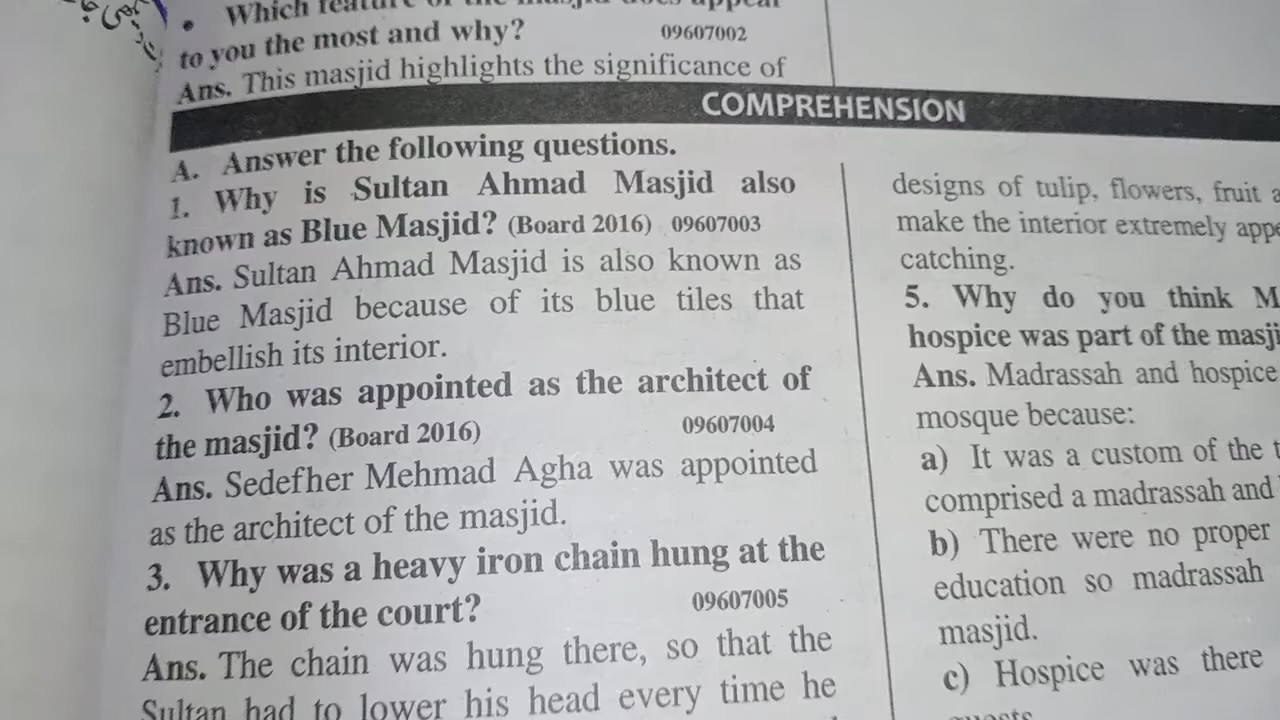 • Which feature of the masjid does appeal
to you the most and why? 09607002
Ans. This masjid highlights the significance of
COMPREHENSION
A. Answer the following questions.
1. Why is Sultan Ahmad Masjid also
known as Blue Masjid? (Board 2016) 09607003
Ans. Sultan Ahmad Masjid is also known as
Blue Masjid because of its blue tiles that
embellish its interior.
2. Who was appointed as the architect of
the masjid? (Board 2016) 09607004
Ans. Sedefher Mehmad Agha was appointed
as the architect of the masjid.
3. Why was a heavy iron chain hung at the
entrance of the court? 09607005
Ans. The chain was hung there, so that the
Sultan had to lower his head every time he
designs of tulip, flowers, fruit
make the interior extremely
catching.
5. Why do you think
hospice was part of the
Ans. Madrassah and hospice
mosque because:
a) It was a custom of the
comprised a madrassah and
b) There were no proper
education so madrassah
masjid.
c) Hospice was there